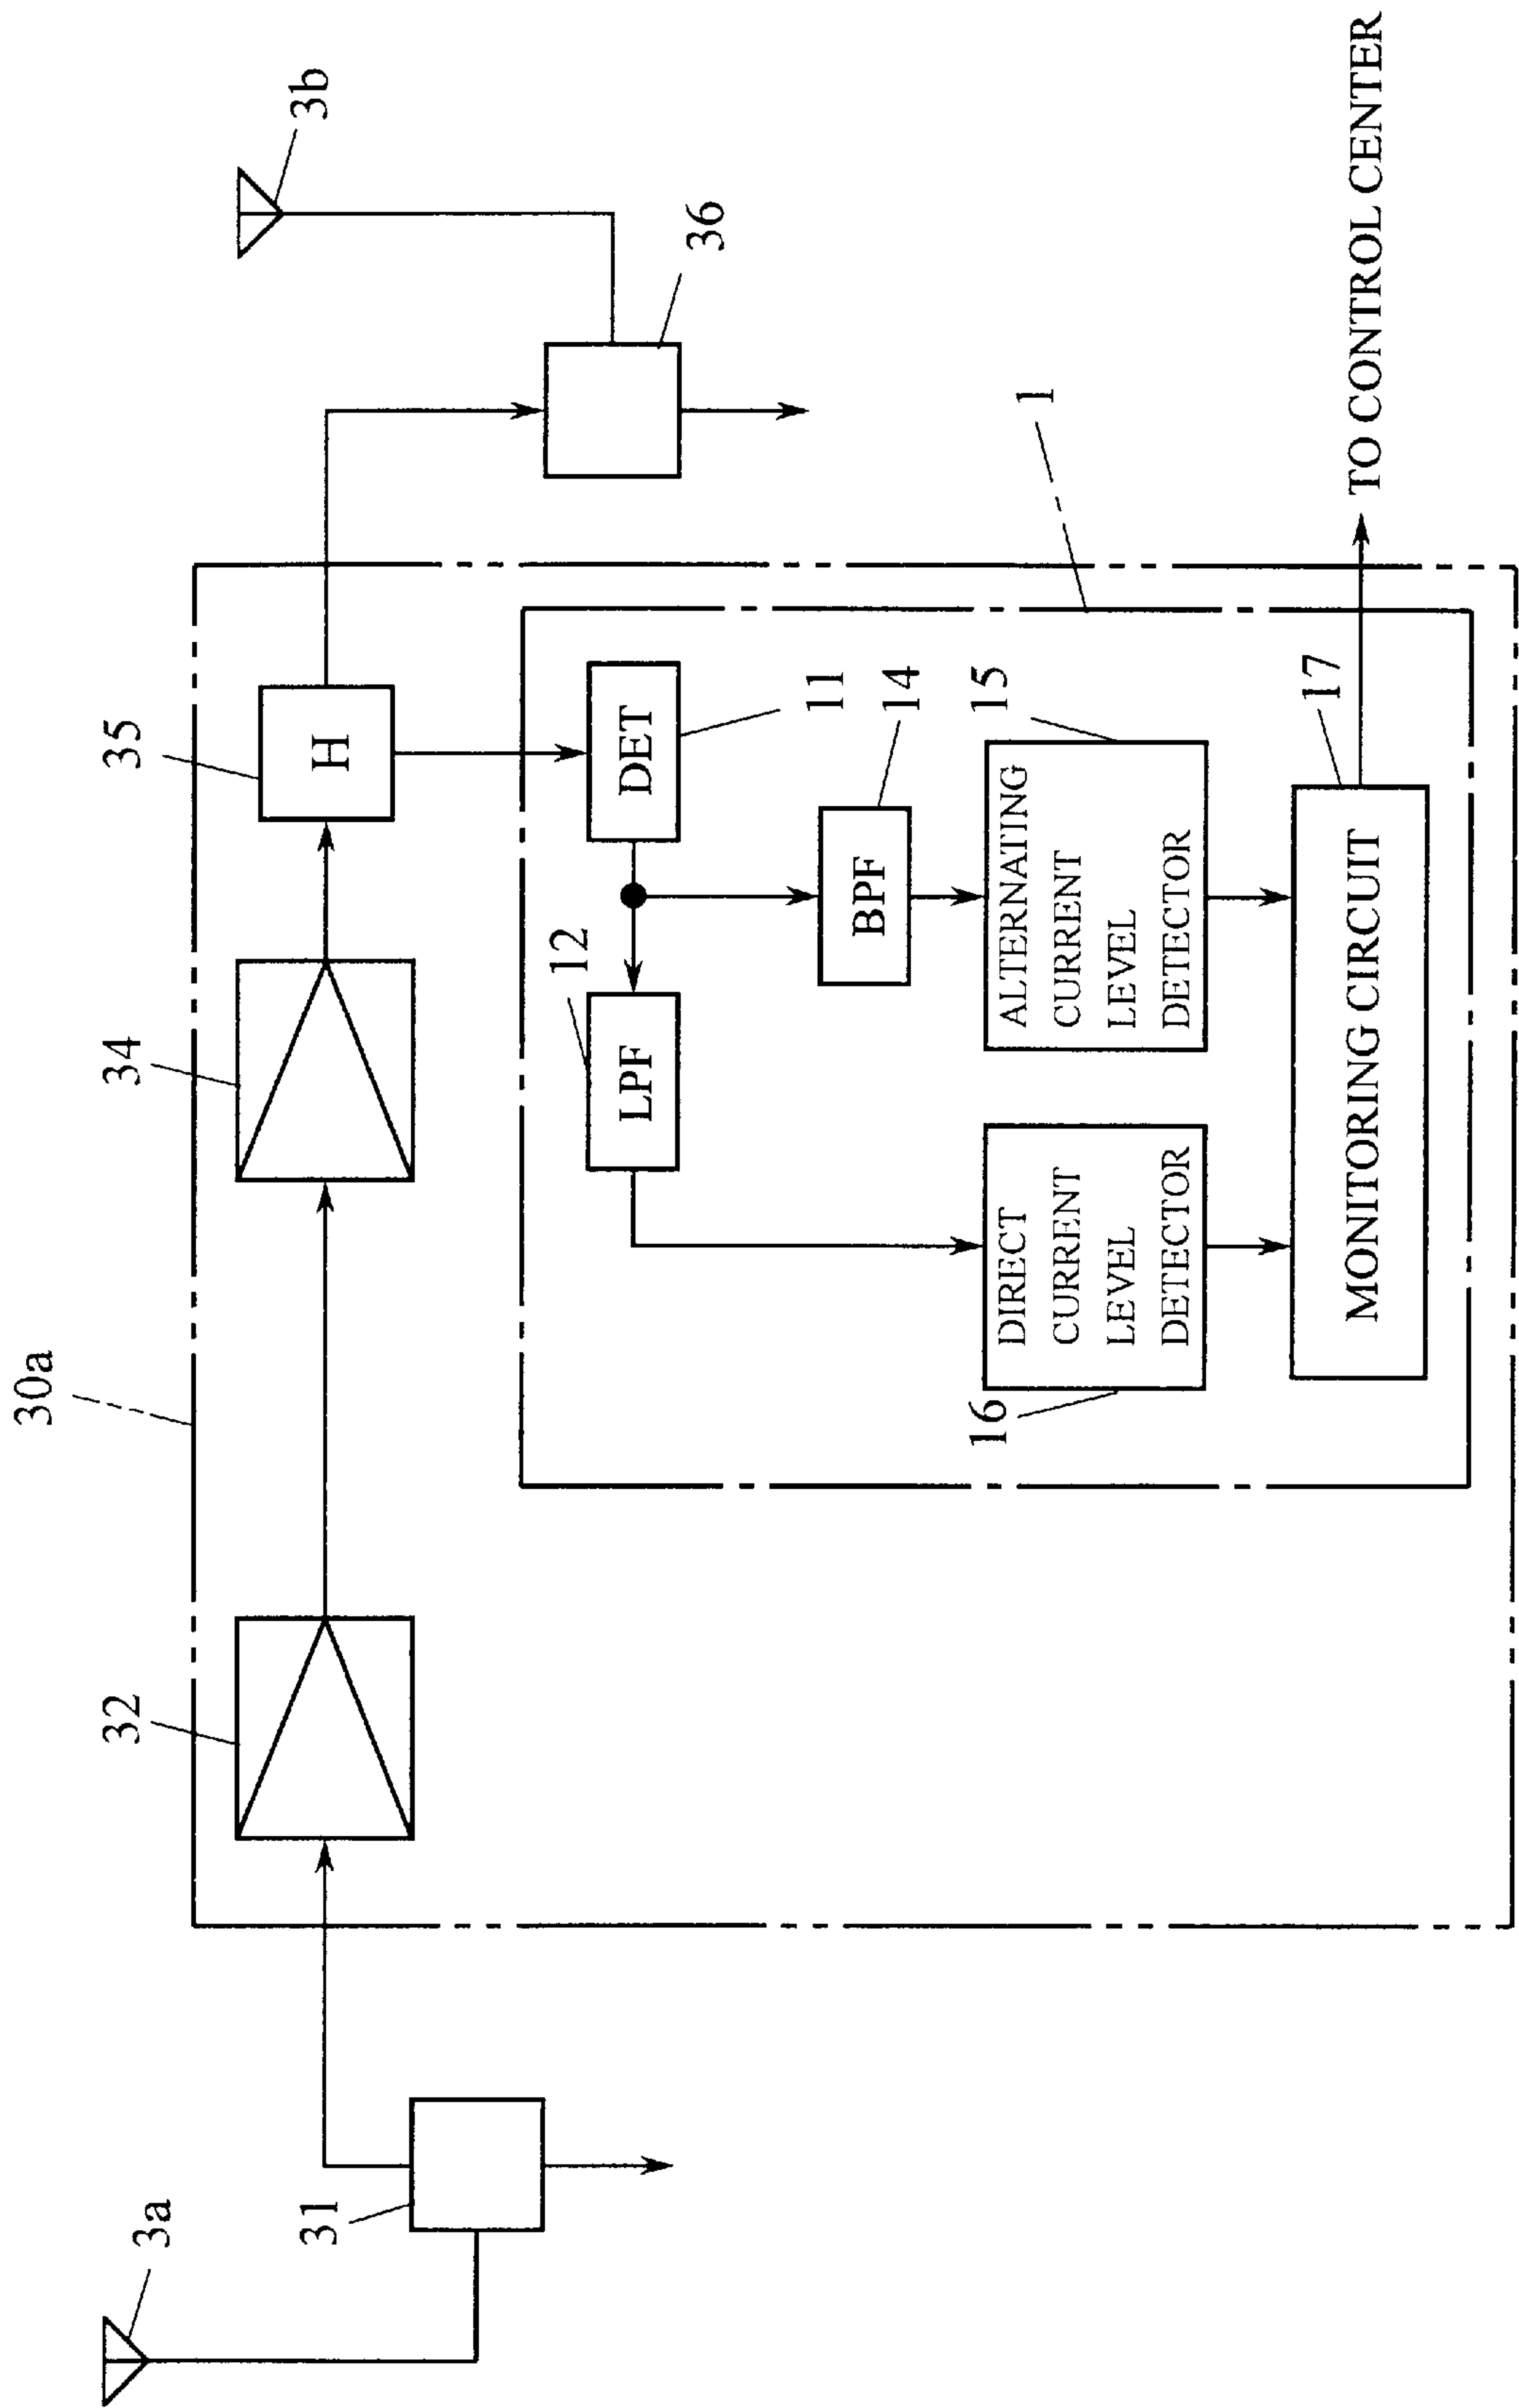 30a
3a
31
32
34
35
H
3b
36
1
DET
11
12
LPF
BPF
14
ALTERNATING
CURRENT
LEVEL
DETECTOR
15
16
DIRECT
CURRENT
LEVEL
DETECTOR
17
MONITORING CIRCUIT
TO CONTROL CENTER